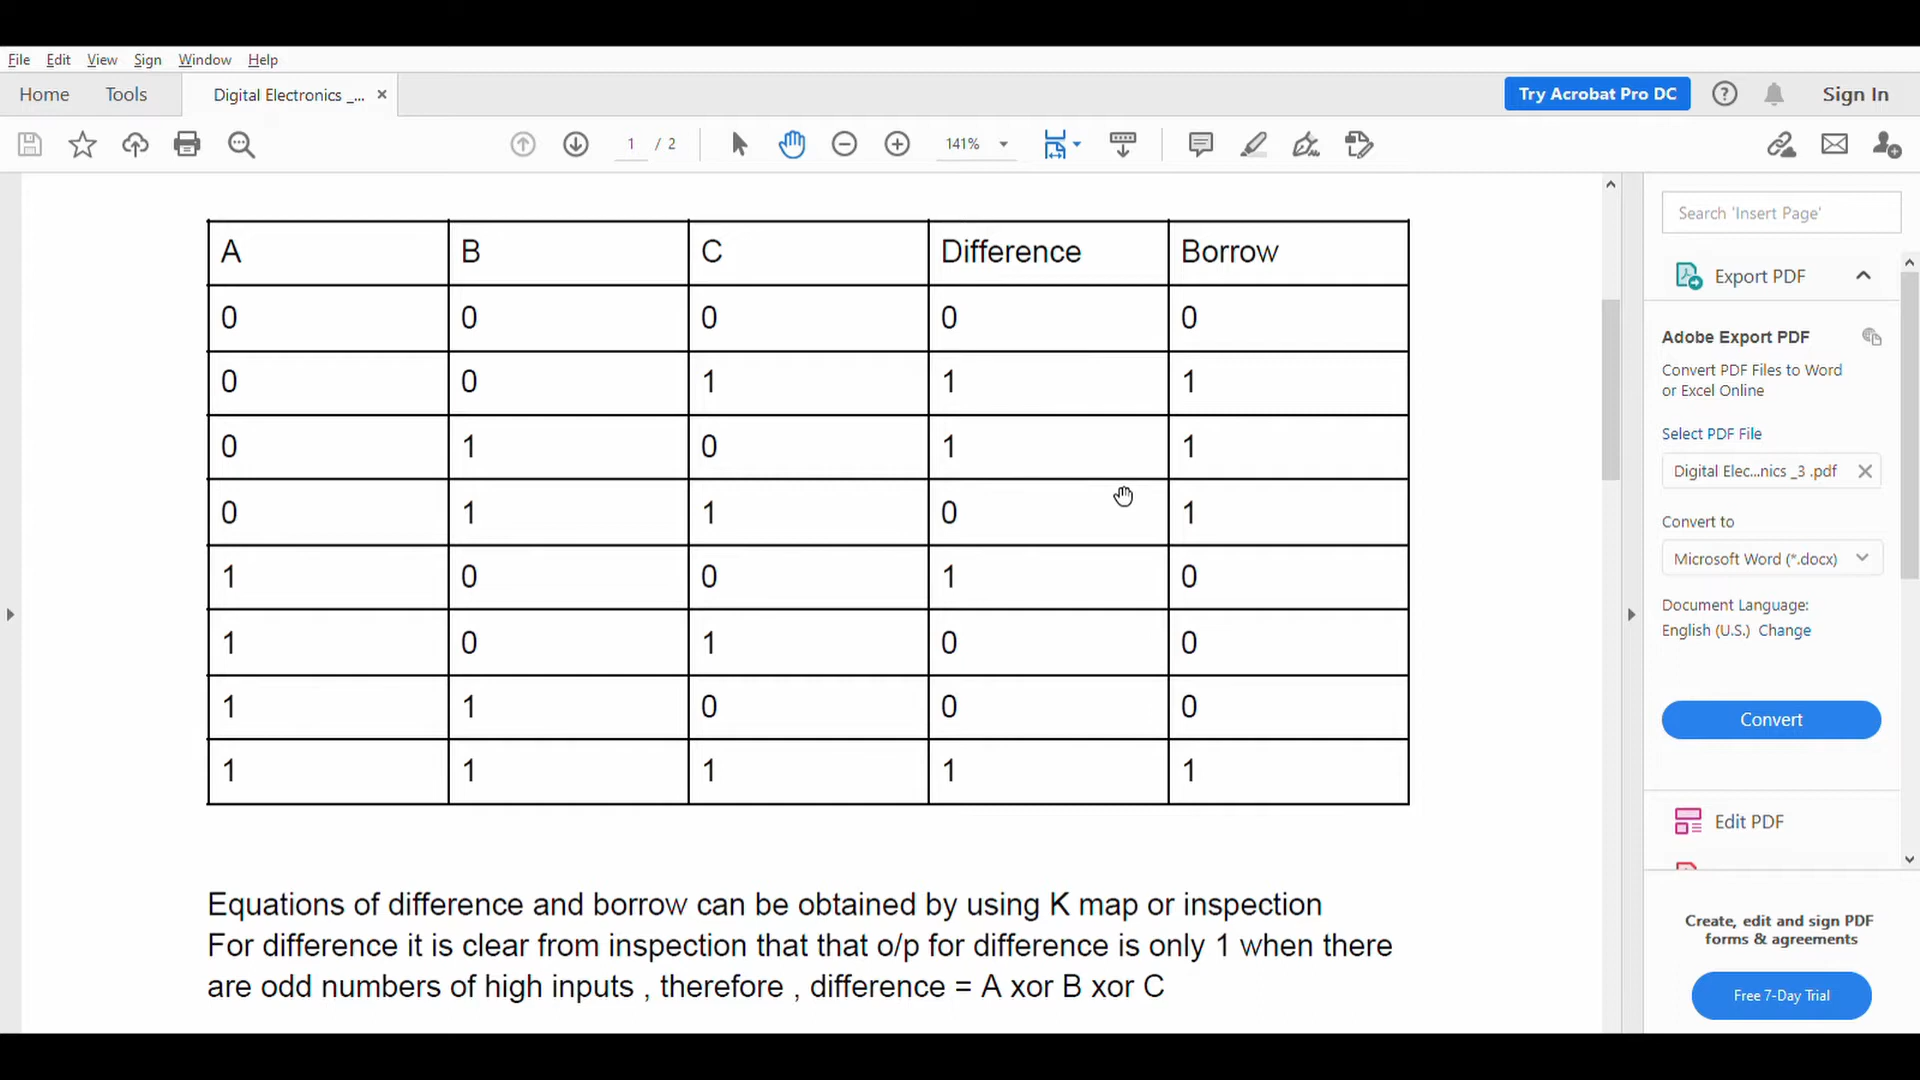 File Edit View Sign Window Help
Home Tools Digital Electronics _... × Try Acrobat Pro DC ? Sign In
1 / 2 141%
A B C Difference Borrow
0 0 0 0 0
0 0 1 1 1
0 1 0 1 1
0 1 1 0 1
1 0 0 1 0
1 0 1 0 0
1 1 0 0 0
1 1 1 1 1
Equations of difference and borrow can be obtained by using K map or inspection
For difference it is clear from inspection that that o/p for difference is only 1 when there
are odd numbers of high inputs , therefore , difference = A xor B xor C
Search 'Insert Page'
Export PDF
Adobe Export PDF
Convert PDF Files to Word
or Excel Online
Select PDF File
Digital Elec...nics _3 .pdf
Convert to
Microsoft Word (*.docx)
Document Language:
English (U.S.) Change
Convert
Edit PDF
Create, edit and sign PDF
forms & agreements
Free 7-Day Trial